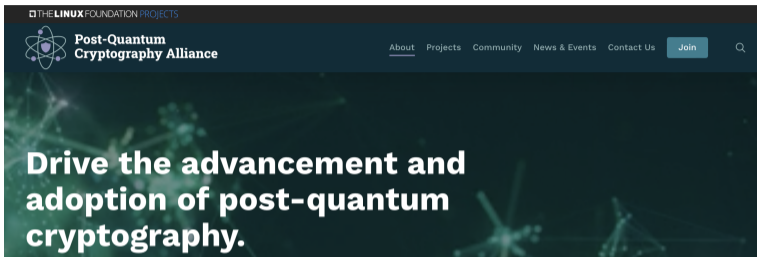 THE LINUX FOUNDATION PROJECTS
Post-Quantum
Cryptography Alliance
About Projects Community News & Events Contact Us Join
Drive the advancement and
adoption of post-quantum
cryptography.